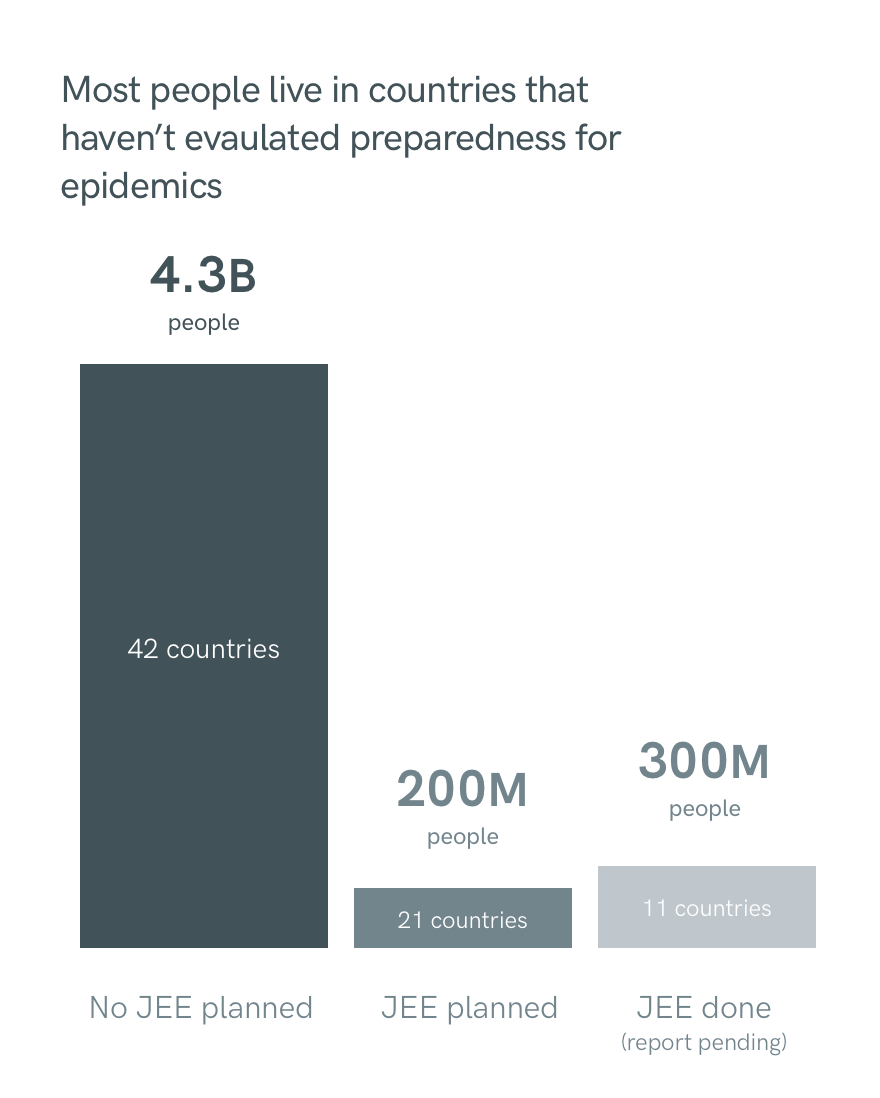 Most people live in countries that
haven’t evaulated preparedness for
epidemics
4.3B
people
42 countries
200M
people
21 countries
300M
people
11 countries
No JEE planned
JEE planned
JEE done
(report pending)